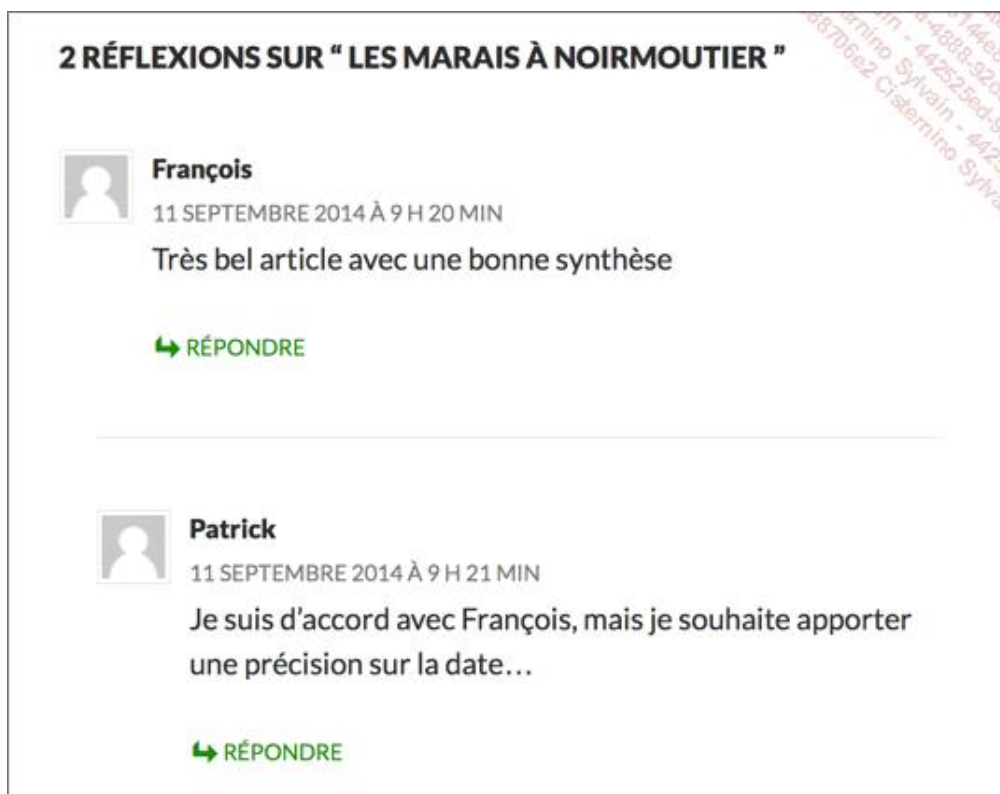 2 RÉFLEXIONS SUR “ LES MARAIS À NOIRMOUTIER ”
François
11 SEPTEMBRE 2014 À 9 H 20 MIN
Très bel article avec une bonne synthèse
RÉPONDRE
Patrick
11 SEPTEMBRE 2014 À 9 H 21 MIN
Je suis d’accord avec François, mais je souhaite apporter
une précision sur la date…
RÉPONDRE